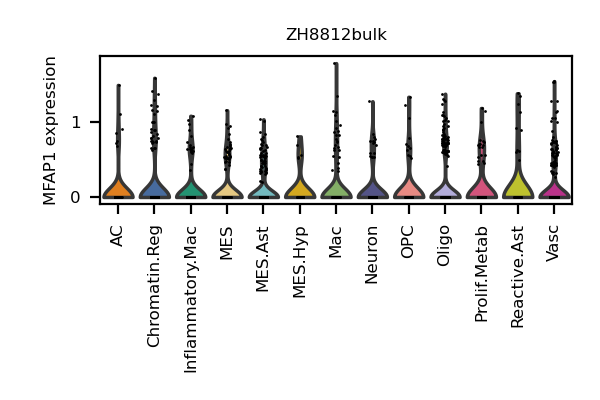 ZH8812bulk
MFAP1 expression
1
0
AC
Chromatin.Reg
Inflammatory.Mac
MES
MES.Ast
MES.Hyp
Mac
Neuron
OPC
Oligo
Prolif.Metab
Reactive.Ast
Vasc